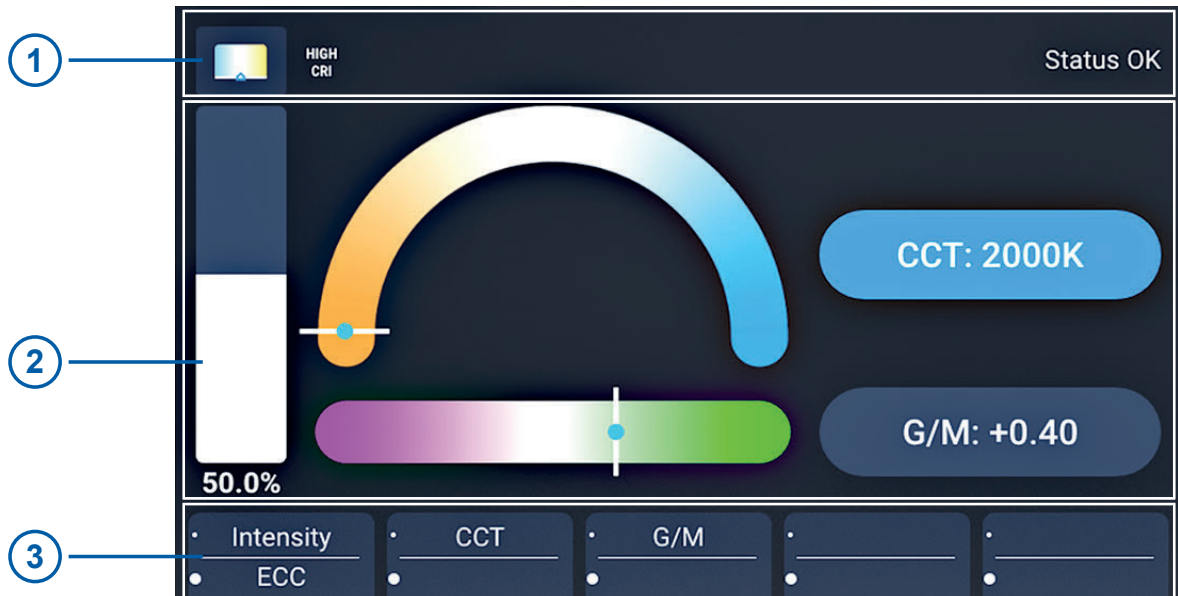 1
HIGH
CRI
Status OK
2
CCT: 2000K
G/M: +0.40
50.0%
3
Intensity
ECC
CCT
G/M